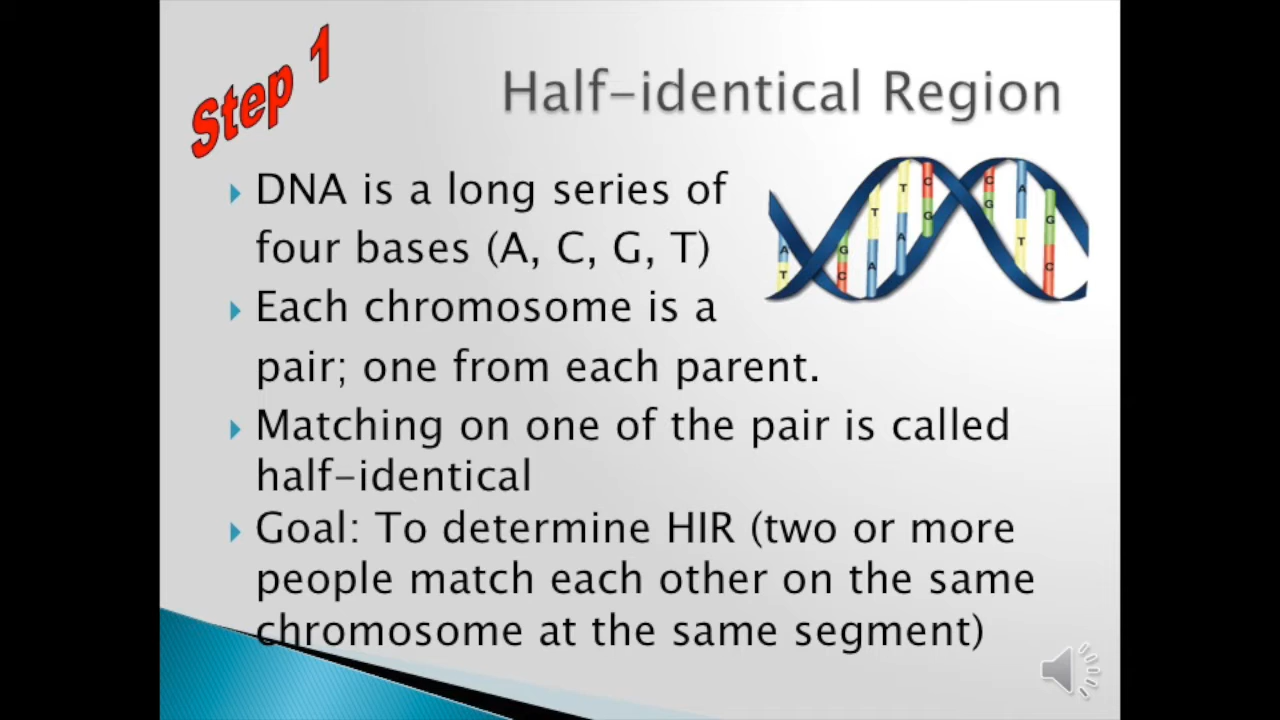 Step 1
Half-identical Region
DNA is a long series of
four bases (A, C, G, T)
Each chromosome is a
pair; one from each parent.
Matching on one of the pair is called
half-identical
Goal: To determine HIR (two or more
people match each other on the same
chromosome at the same segment)
A T
G C
T A
T A
C G
C G
A T
G C